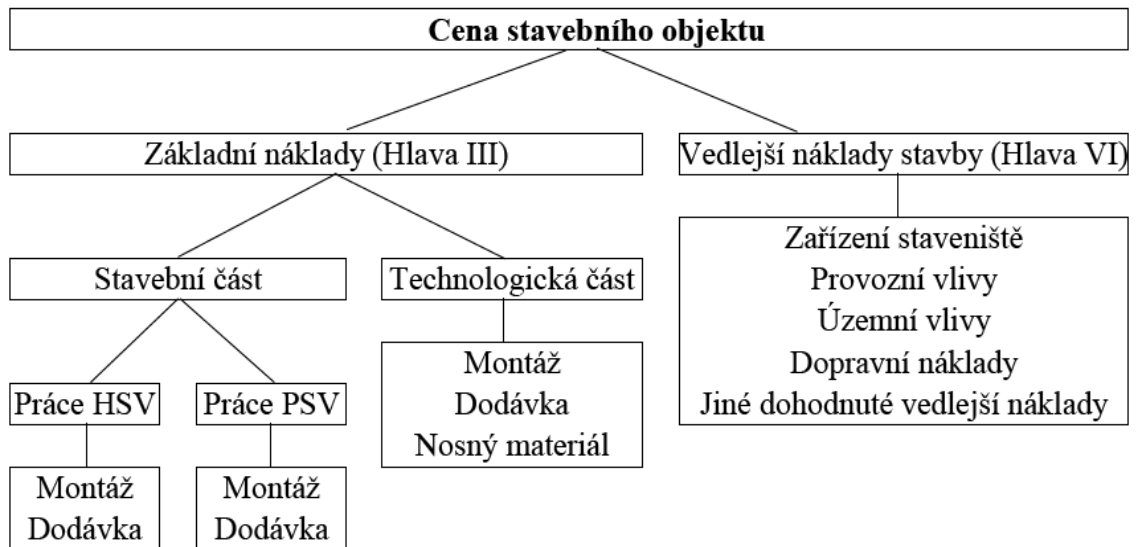 Cena stavebního objektu
Základní náklady (Hlava III)
Vedlejší náklady stavby (Hlava VI)
Stavební část
Technologická část
Zařízení staveniště
Provozní vlivy
Územní vlivy
Dopravní náklady
Jiné dohodnuté vedlejší náklady
Práce HSV
Práce PSV
Montáž
Dodávka
Nosný materiál
Montáž
Dodávka
Montáž
Dodávka